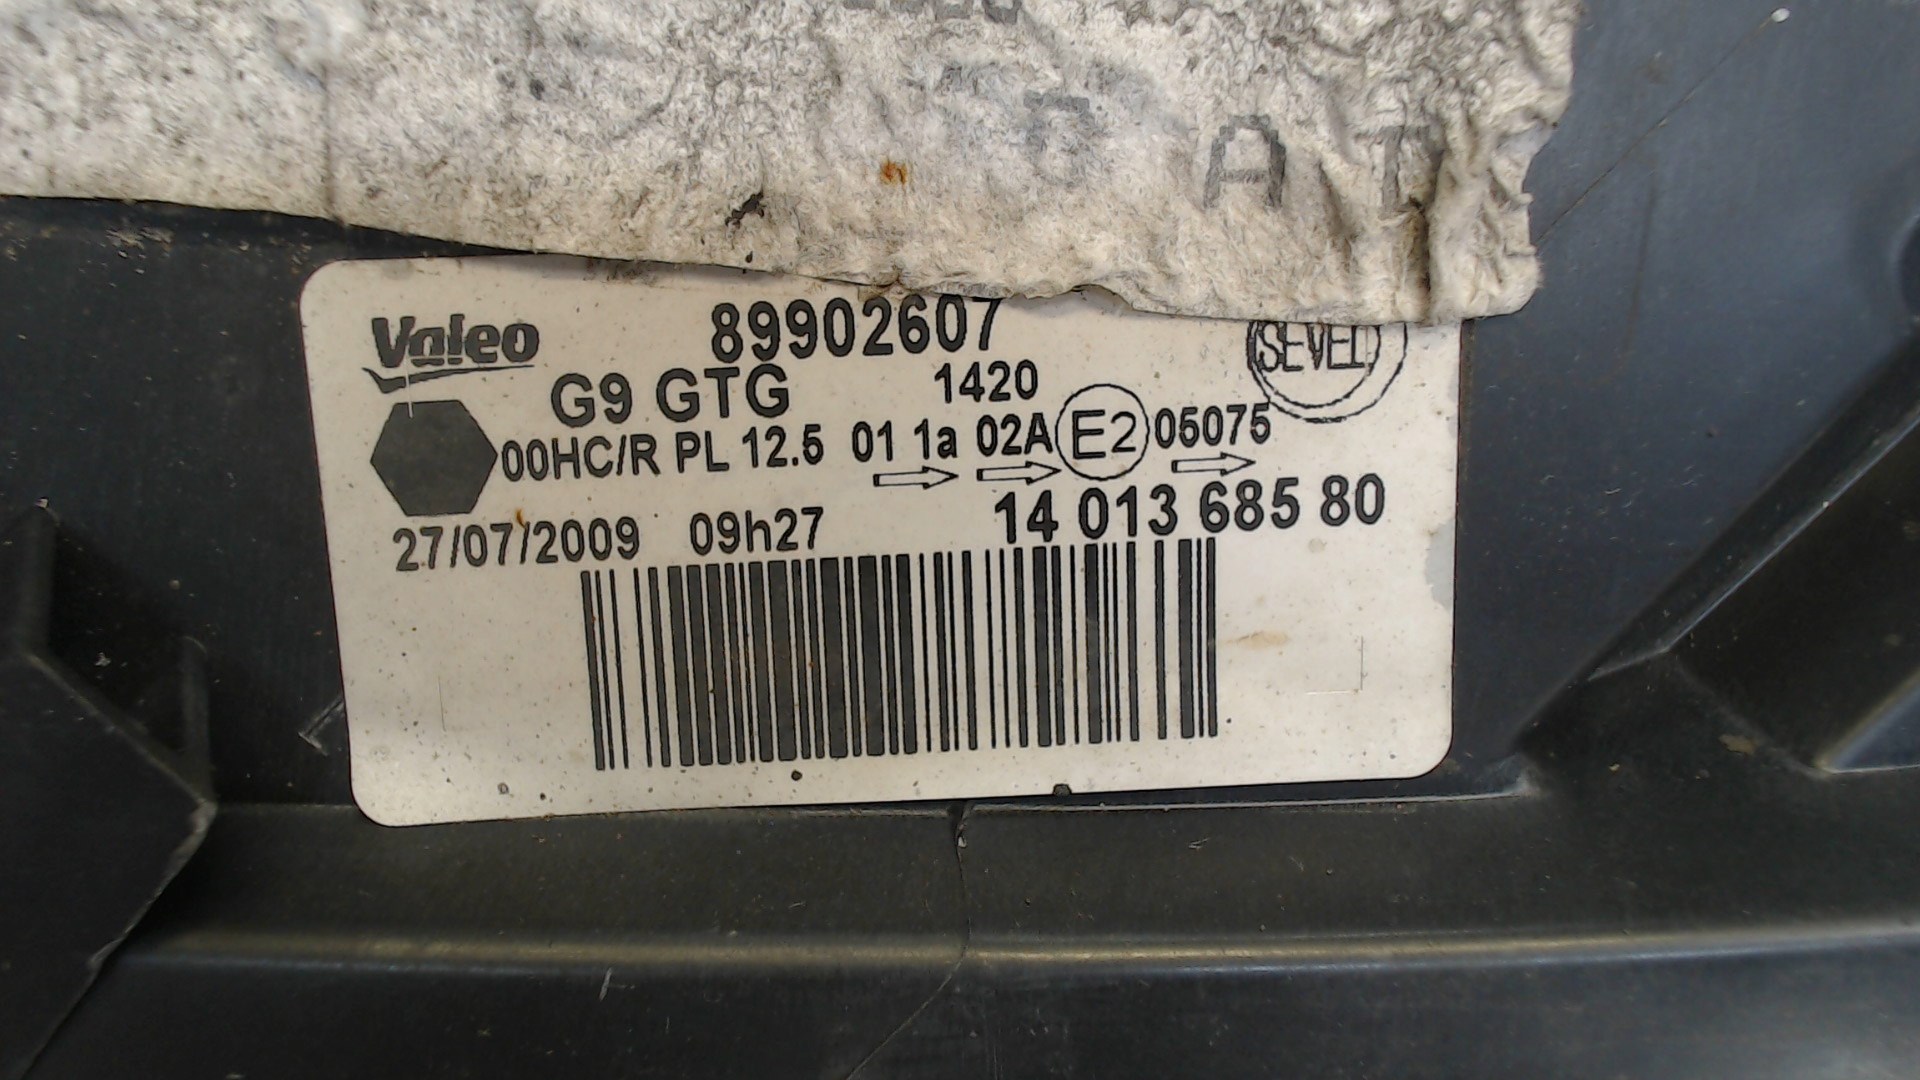 AT
Valeo 89902607
SEVEL
G9 GTG 1420
00HC/R PL 12.5 01 1a 02A E2 05075
27/07/2009 09h27 14 013 685 80